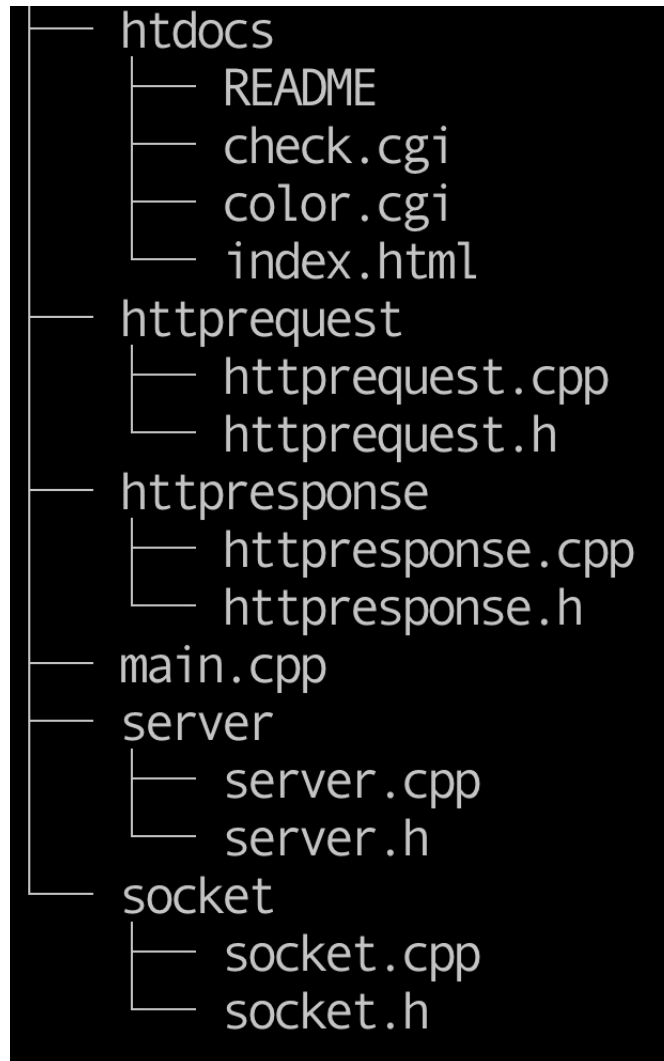 htdocs
README
check.cgi
color.cgi
index.html
httprequest
httprequest.cpp
httprequest.h
httpresponse
httpresponse.cpp
httpresponse.h
main.cpp
server
server.cpp
server.h
socket
socket.cpp
socket.h